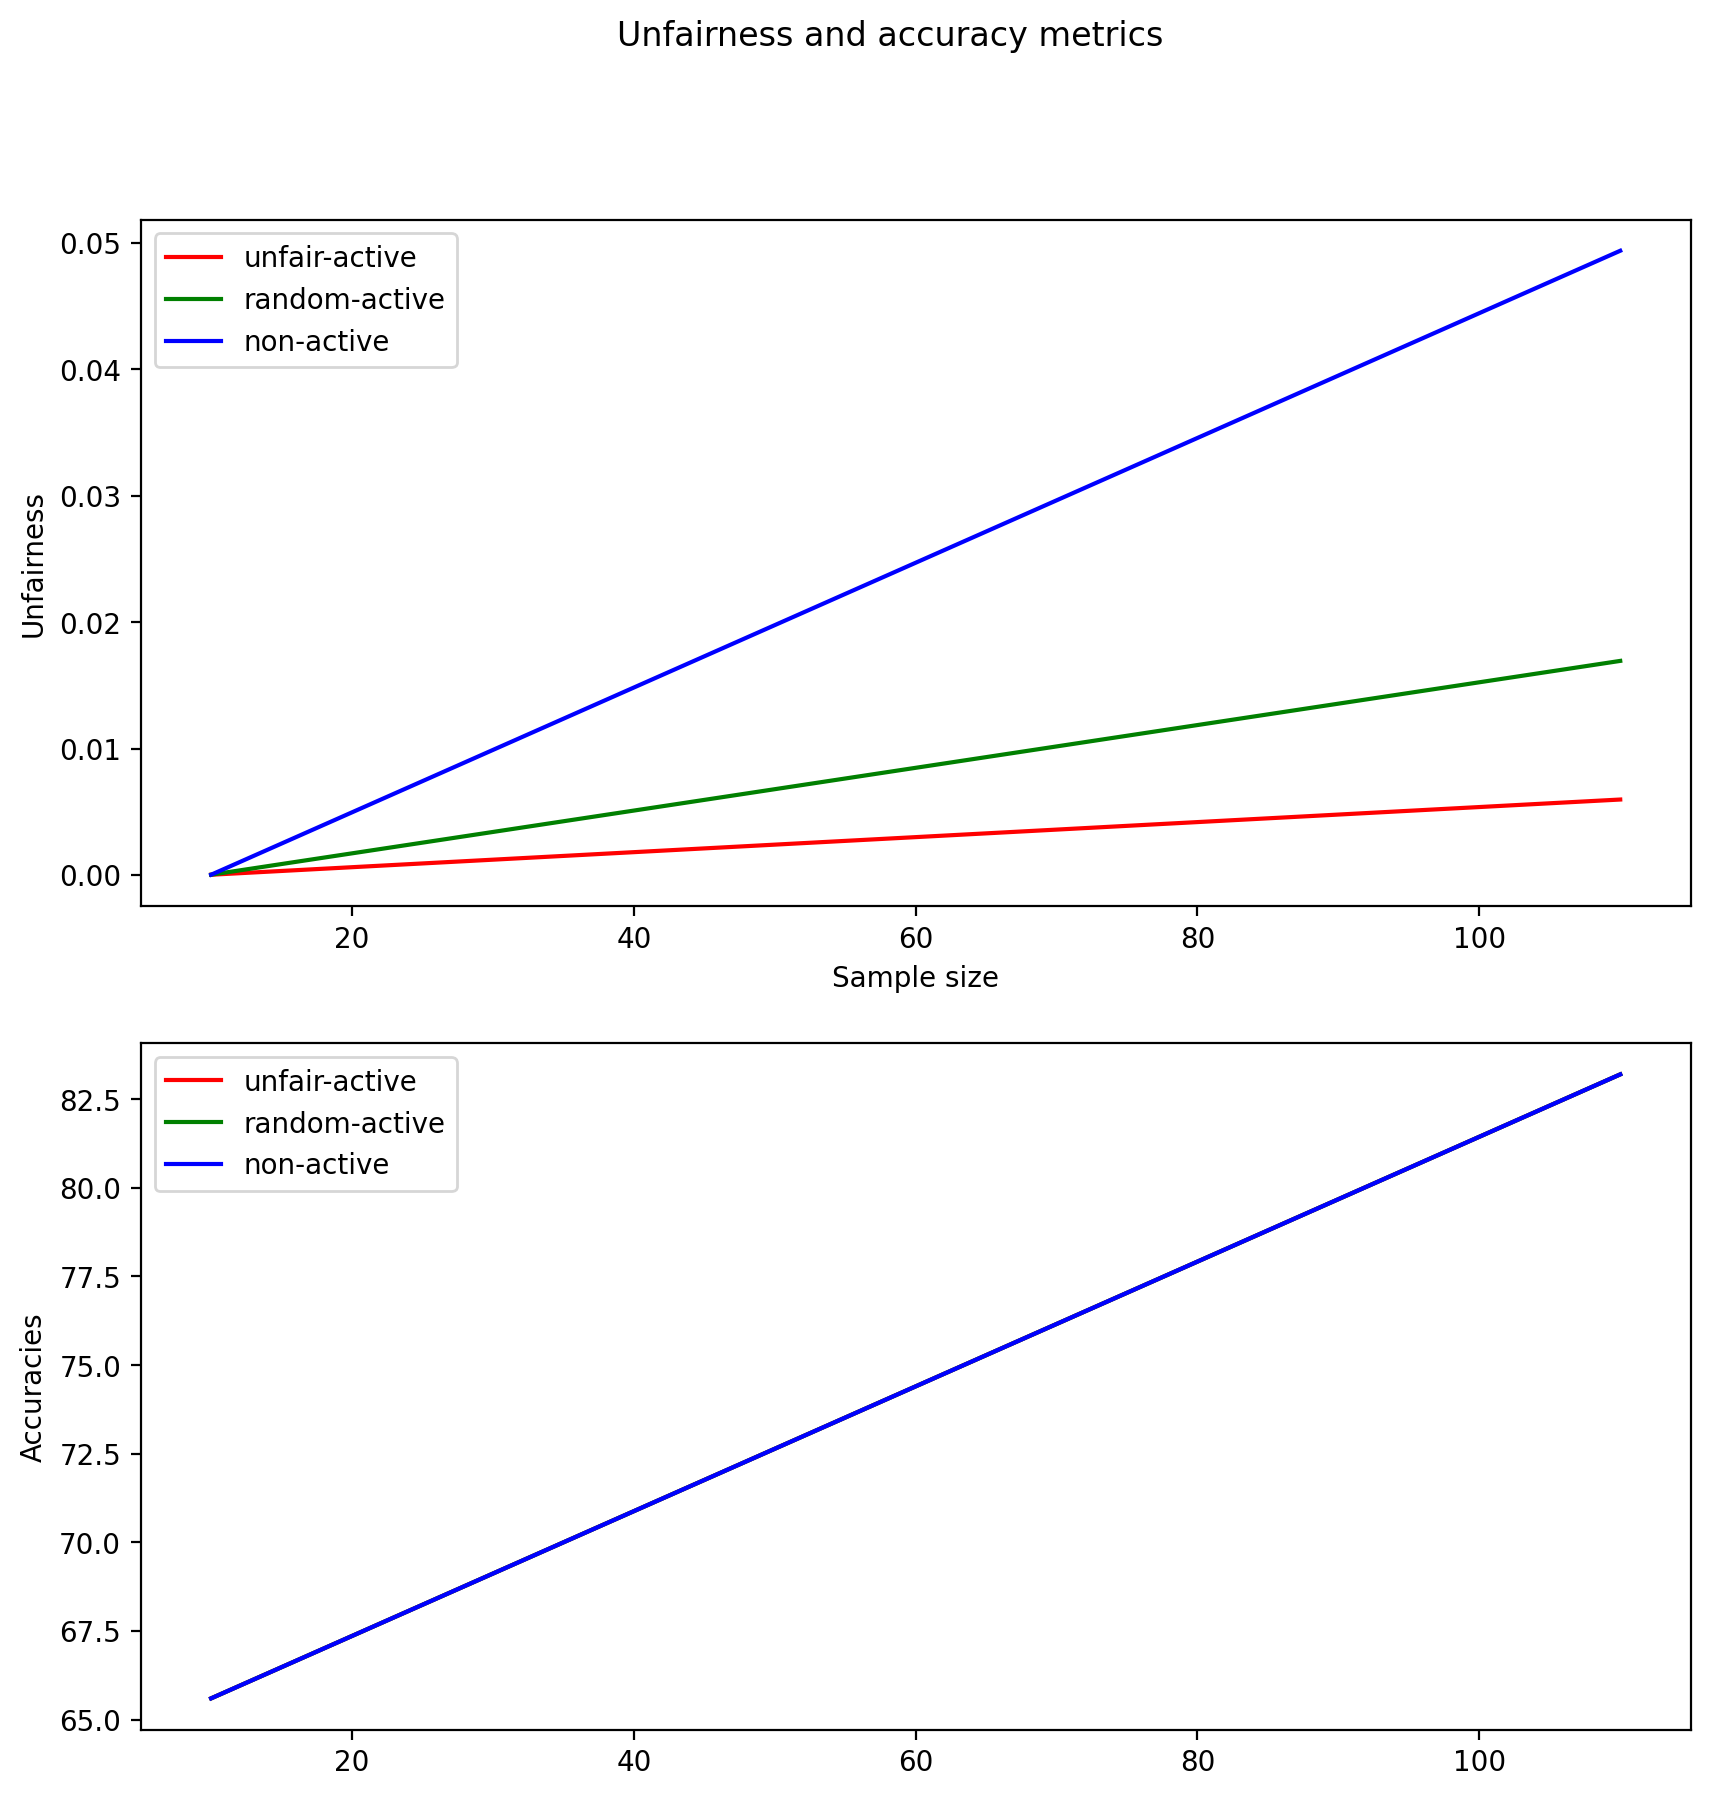 Unfairness and accuracy metrics
unfair-active
random-active
non-active
0.05
0.04
0.03
0.02
0.01
0.00
Unfairness
20 40 60 80 100
Sample size
unfair-active
random-active
non-active
82.5
80.0
77.5
75.0
72.5
70.0
67.5
65.0
Accuracies
20 40 60 80 100